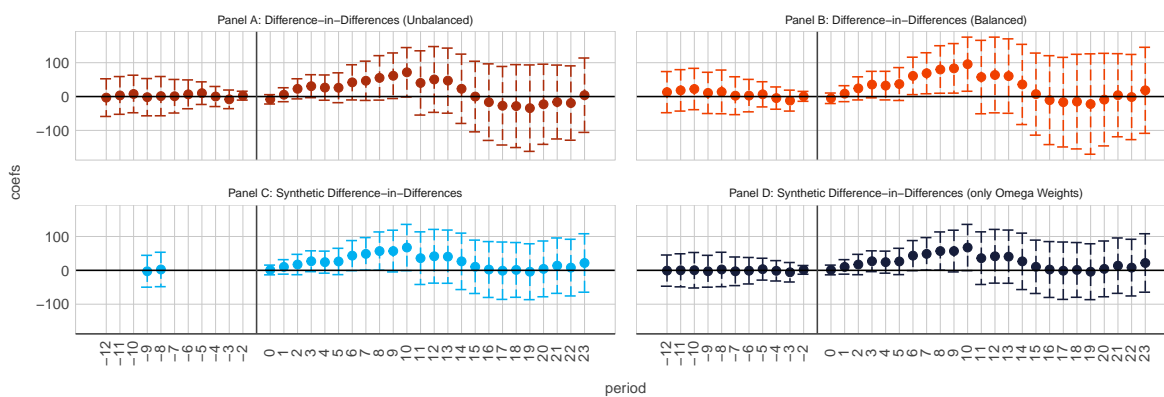 Panel A: Difference−in−Differences (Unbalanced)
Panel B: Difference−in−Differences (Balanced)
100
0
−100
coefs
Panel C: Synthetic Difference−in−Differences
Panel D: Synthetic Difference−in−Differences (only Omega Weights)
100
0
−100
−12 −11 −10 −9 −8 −7 −6 −5 −4 −3 −2 0 1 2 3 4 5 6 7 8 9 10 11 12 13 14 15 16 17 18 19 20 21 22 23
−12 −11 −10 −9 −8 −7 −6 −5 −4 −3 −2 0 1 2 3 4 5 6 7 8 9 10 11 12 13 14 15 16 17 18 19 20 21 22 23
period